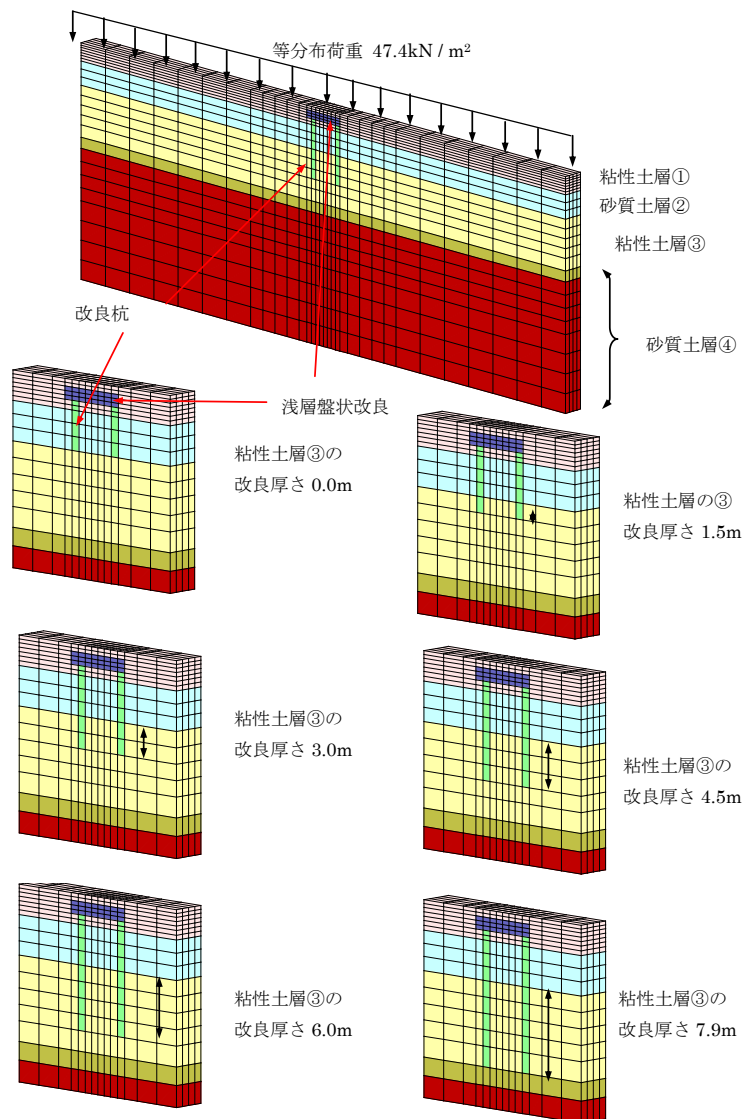 等分布荷重 47.4kN / m²
粘性土層①
砂質土層②
粘性土層③
改良杭
砂質土層④
浅層盤状改良
粘性土層③の
改良厚さ 0.0m
粘性土層の③
改良厚さ 1.5m
粘性土層③の
改良厚さ 3.0m
粘性土層③の
改良厚さ 4.5m
粘性土層③の
改良厚さ 6.0m
粘性土層③の
改良厚さ 7.9m